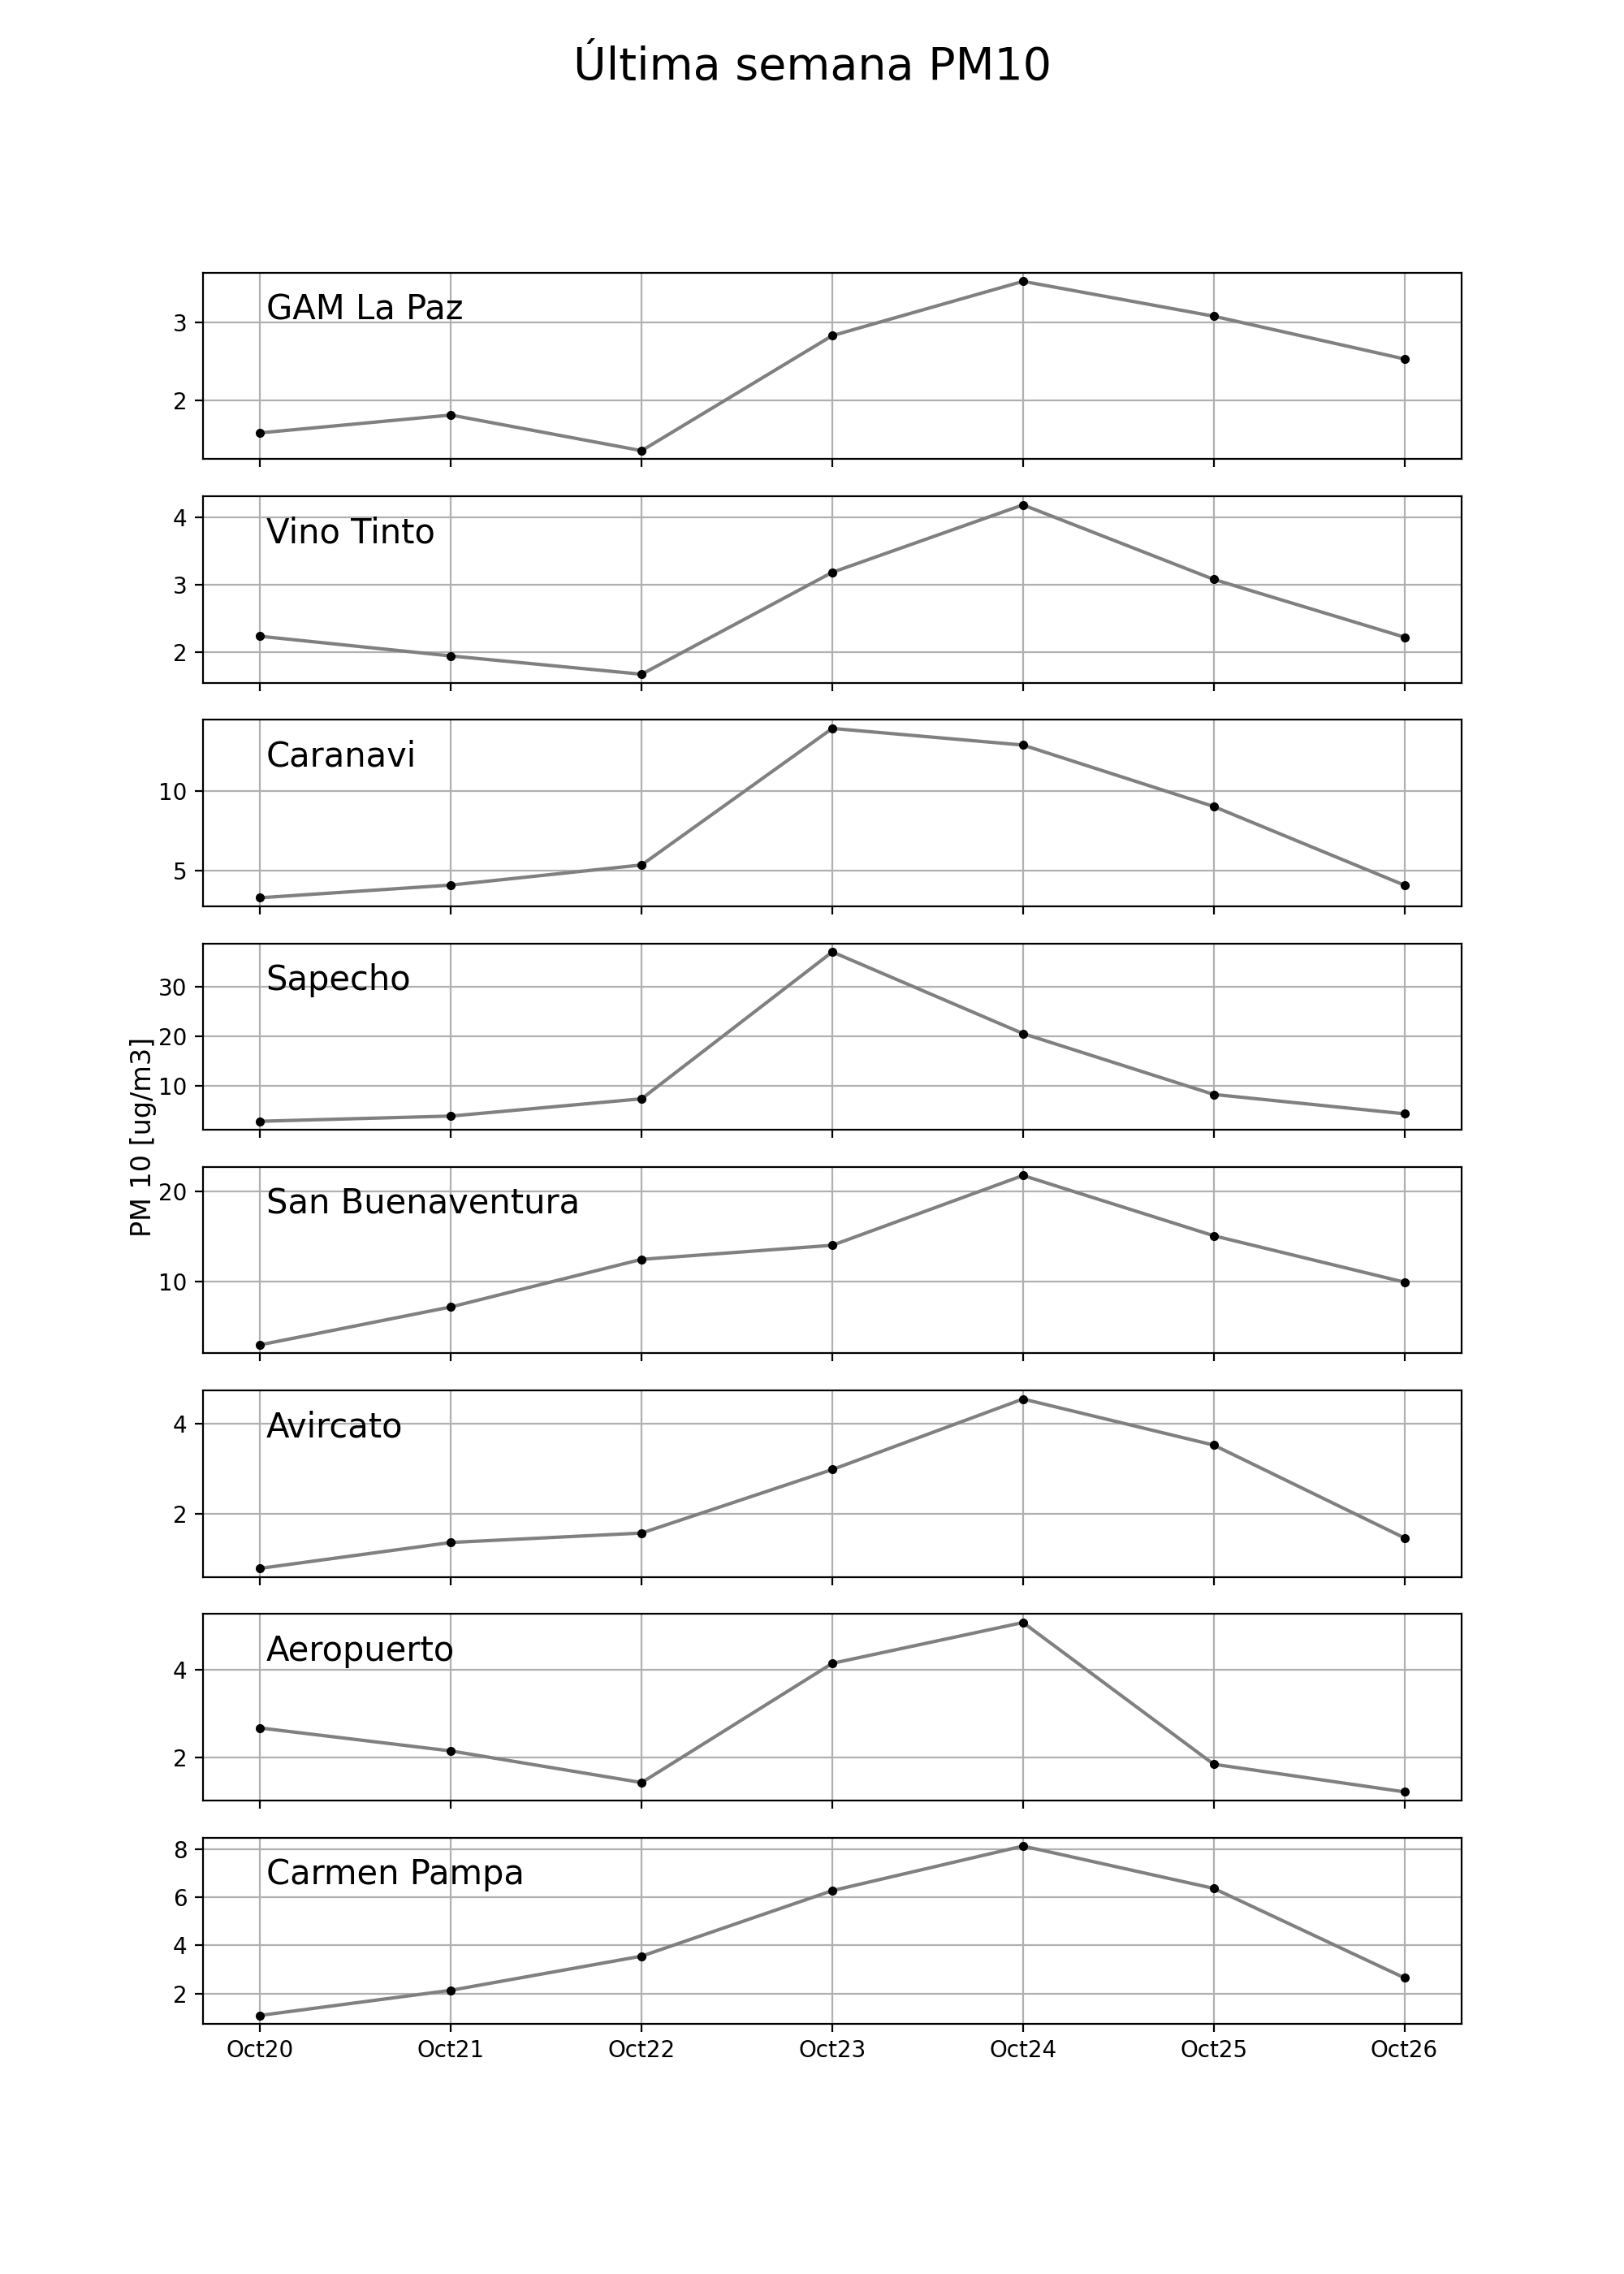 Última semana PM10
GAM La Paz
3
2
Vino Tinto
4
3
2
Caranavi
10
5
Sapecho
30
20
10
PM 10 [ug/m3]
San Buenaventura
20
10
Avircato
4
2
Aeropuerto
4
2
Carmen Pampa
8
6
4
2
Oct20 Oct21 Oct22 Oct23 Oct24 Oct25 Oct26